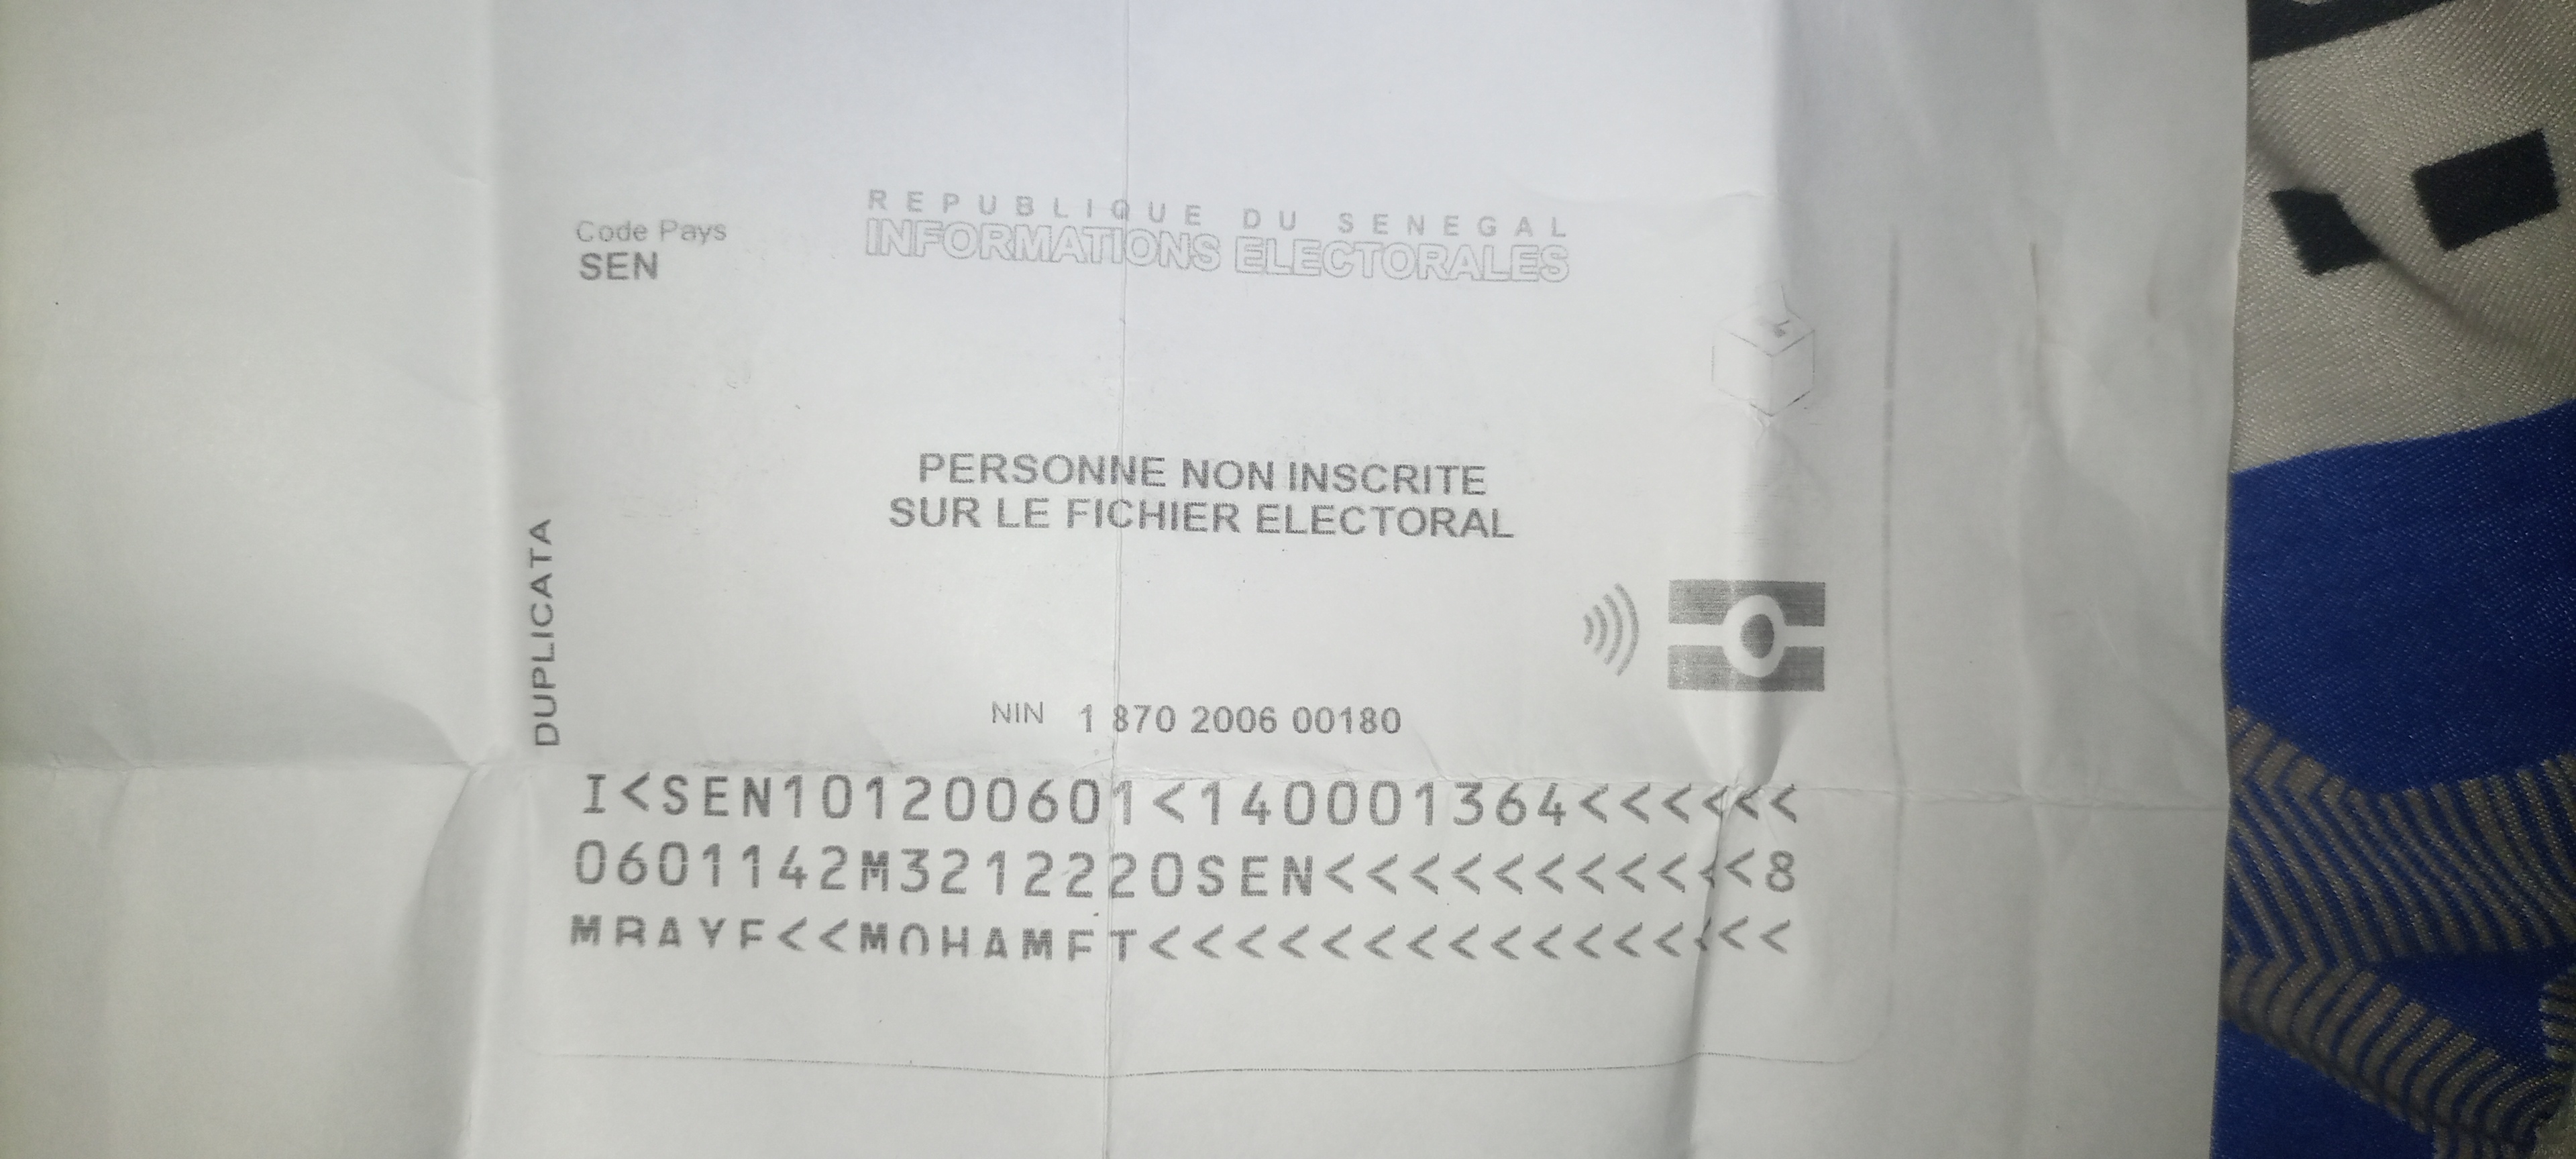 REPUBLIQUE DU SENEGAL
Code Pays
INFORMATIONS ELECTORALES
SEN
PERSONNE NON INSCRITE
SUR LE FICHIER ELECTORAL
DUPLICATA
NIN 1 870 2006 00180
I<SEN101200601<140001364<<<<<<
0601142M3212220SEN<<<<<<<<<<<8
<<MOHAMET<<<<<<<<<<<<<<<<